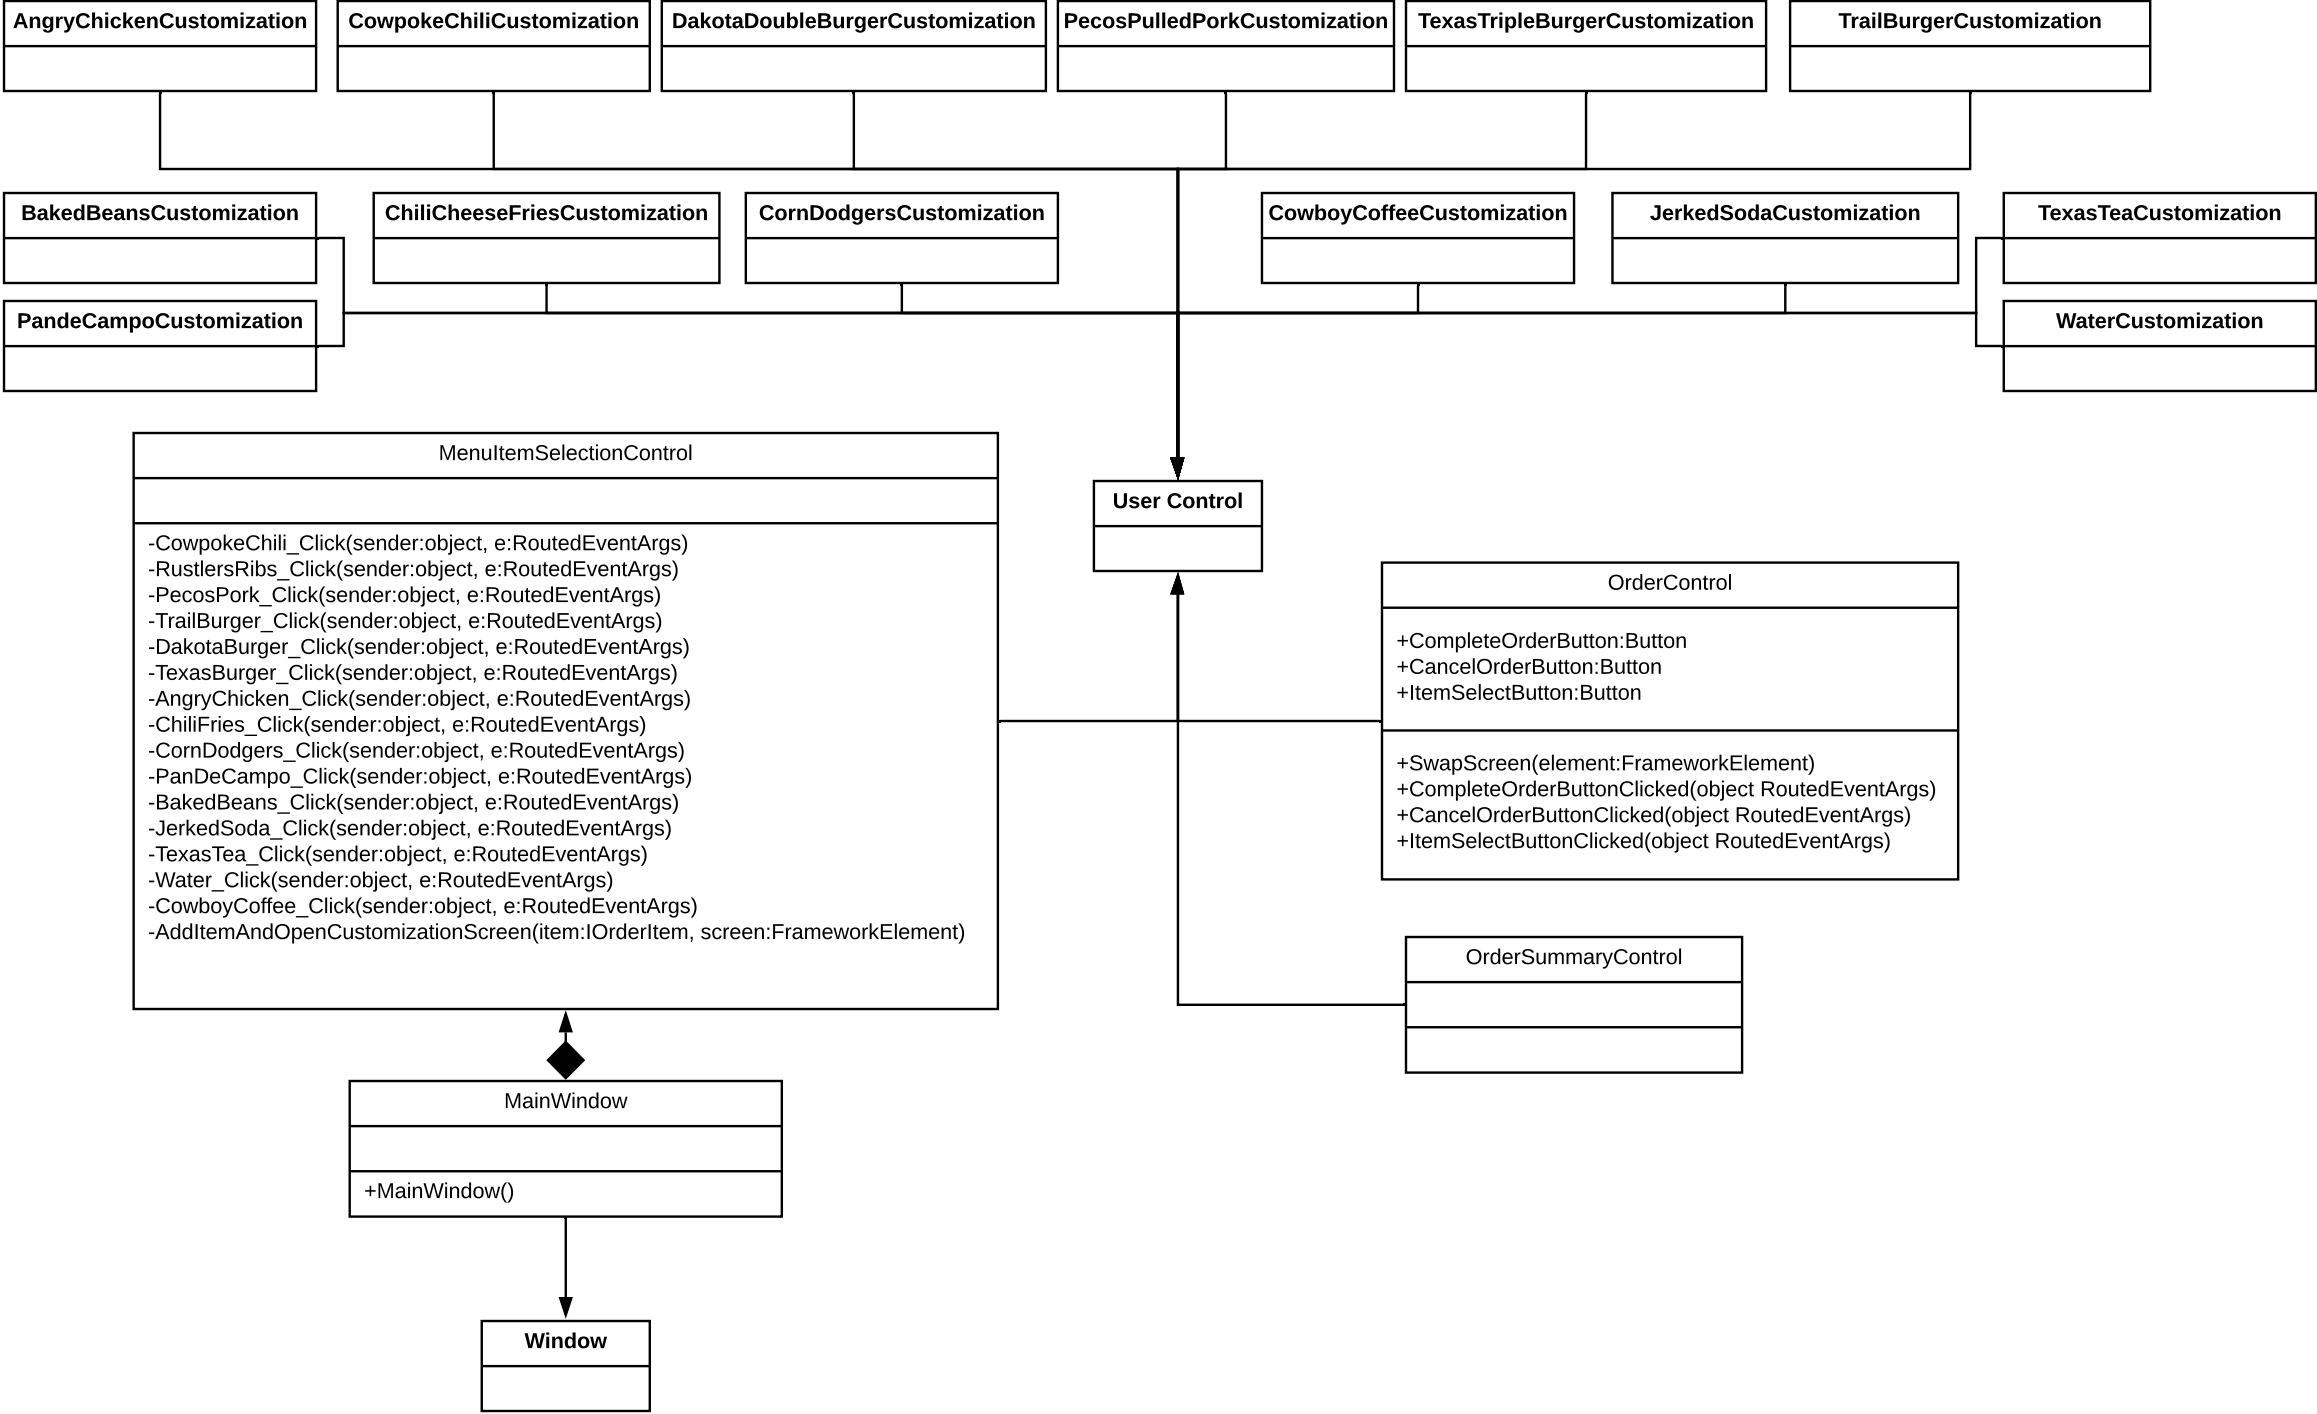 AngryChickenCustomization
CowpokeChiliCustomization
DakotaDoubleBurgerCustomization
PecosPulledPorkCustomization
TexasTripleBurgerCustomization
TrailBurgerCustomization
BakedBeansCustomization
ChiliCheeseFriesCustomization
CornDodgersCustomization
CowboyCoffeeCustomization
JerkedSodaCustomization
TexasTeaCustomization
PandeCampoCustomization
WaterCustomization
MenuItemSelectionControl
-CowpokeChili_Click(sender:object, e:RoutedEventArgs)
-RustlersRibs_Click(sender:object, e:RoutedEventArgs)
-PecosPork_Click(sender:object, e:RoutedEventArgs)
-TrailBurger_Click(sender:object, e:RoutedEventArgs)
-DakotaBurger_Click(sender:object, e:RoutedEventArgs)
-TexasBurger_Click(sender:object, e:RoutedEventArgs)
-AngryChicken_Click(sender:object, e:RoutedEventArgs)
-ChiliFries_Click(sender:object, e:RoutedEventArgs)
-CornDodgers_Click(sender:object, e:RoutedEventArgs)
-PanDeCampo_Click(sender:object, e:RoutedEventArgs)
-BakedBeans_Click(sender:object, e:RoutedEventArgs)
-JerkedSoda_Click(sender:object, e:RoutedEventArgs)
-TexasTea_Click(sender:object, e:RoutedEventArgs)
-Water_Click(sender:object, e:RoutedEventArgs)
-CowboyCoffee_Click(sender:object, e:RoutedEventArgs)
-AddItemAndOpenCustomizationScreen(item:IOrderItem, screen:FrameworkElement)
User Control
OrderControl
+CompleteOrderButton:Button
+CancelOrderButton:Button
+ItemSelectButton:Button
+SwapScreen(element:FrameworkElement)
+CompleteOrderButtonClicked(object RoutedEventArgs)
+CancelOrderButtonClicked(object RoutedEventArgs)
+ItemSelectButtonClicked(object RoutedEventArgs)
OrderSummaryControl
MainWindow
+MainWindow()
Window